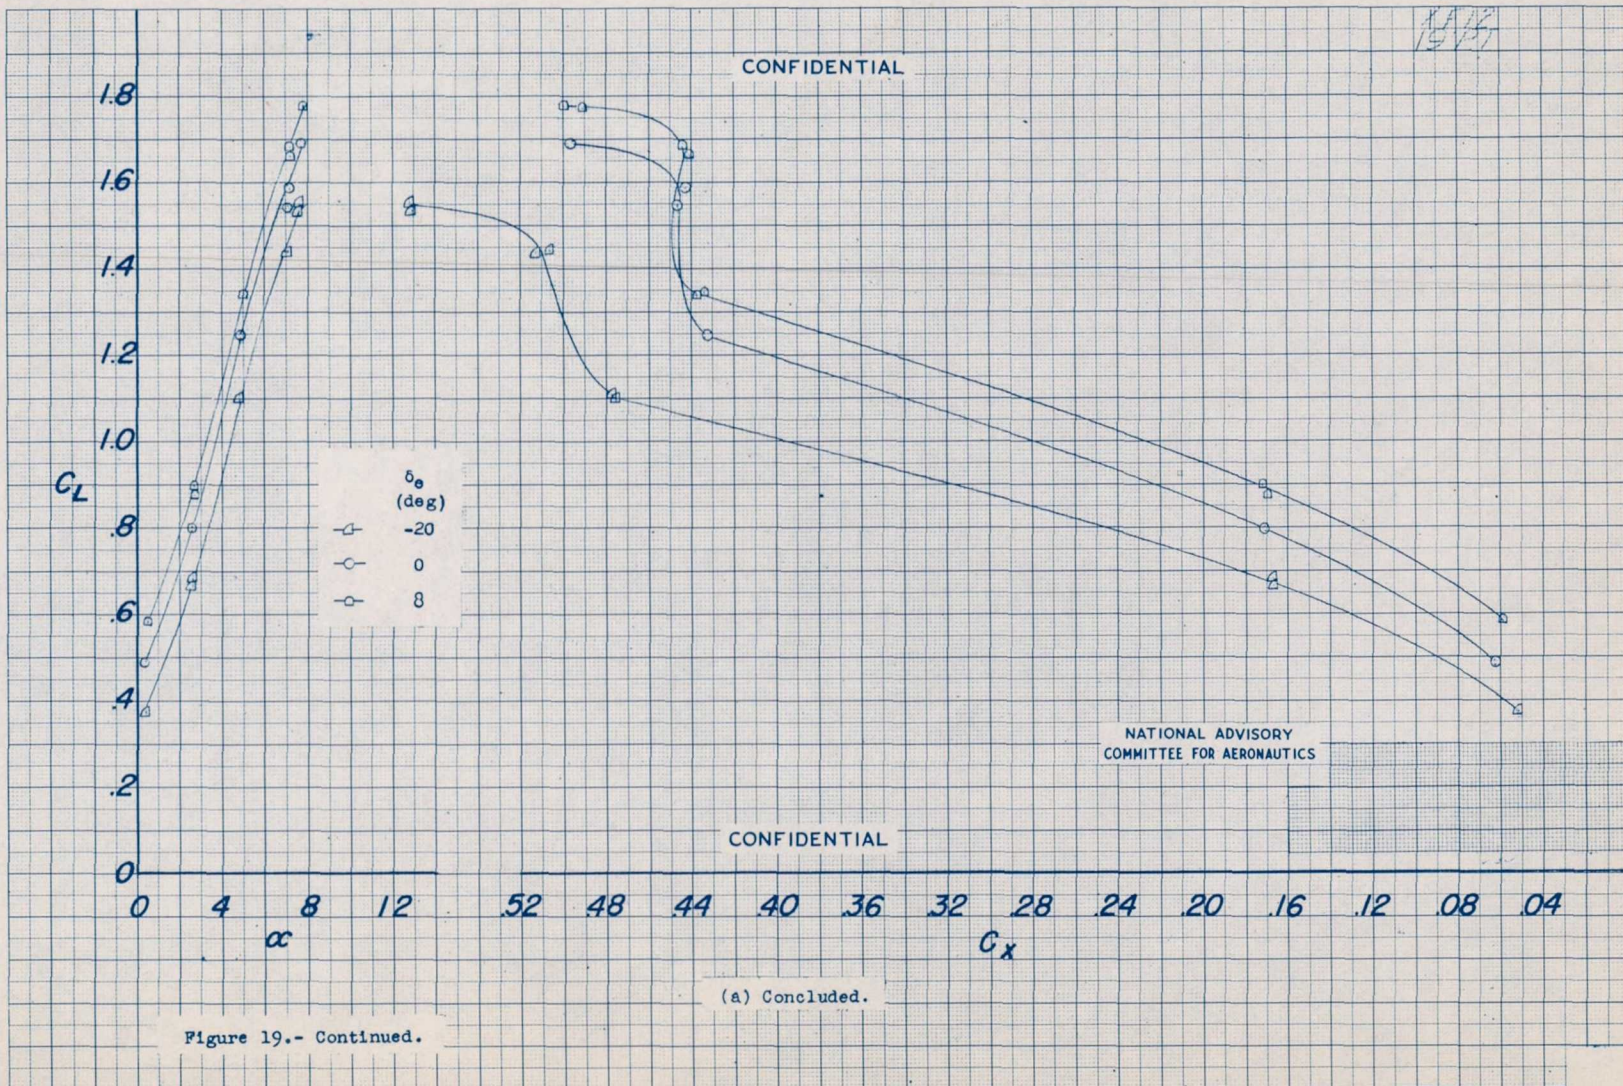 CONFIDENTIAL
1.8
1.6
1.4
1.2
1.0
C_L
.8
.6
.4
.2
0
δe
(deg)
-20
0
8
NATIONAL ADVISORY
COMMITTEE FOR AERONAUTICS
CONFIDENTIAL
0 4 8 12 .52 .48 .44 .40 .36 .32 .28 .24 .20 .16 .12 .08 .04
α C_X
(a) Concluded.
Figure 19.- Continued.